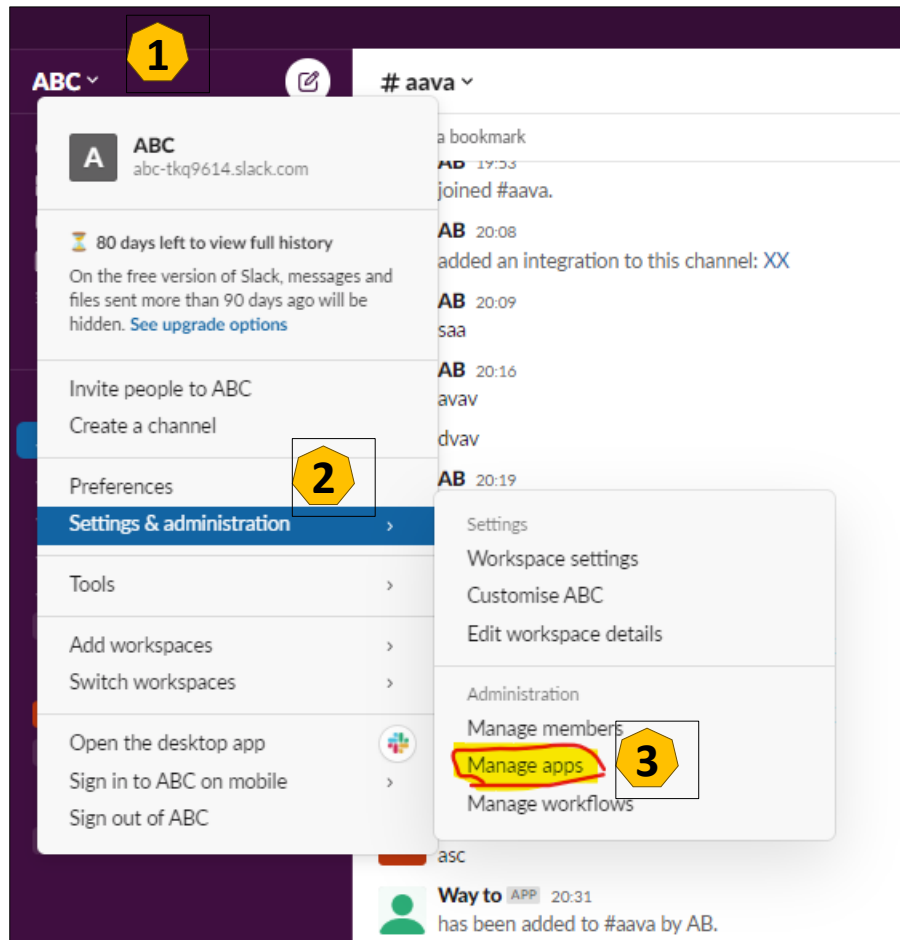 1
ABC
# aava
A
ABC
abc-tkq9614.slack.com
80 days left to view full history
On the free version of Slack, messages and
files sent more than 90 days ago will be
hidden. See upgrade options
Invite people to ABC
Create a channel
2
Preferences
Settings & administration
Tools
Add workspaces
Switch workspaces
Open the desktop app
Sign in to ABC on mobile
Sign out of ABC
Settings
Workspace settings
Customise ABC
Edit workspace details
Administration
Manage members
Manage apps
3
Manage workflows
a bookmark
AB 19:53
joined #aava.
AB 20:08
added an integration to this channel: XX
AB 20:09
saa
AB 20:16
avav
dvav
AB 20:19
asc
Way to APP 20:31
has been added to #aava by AB.